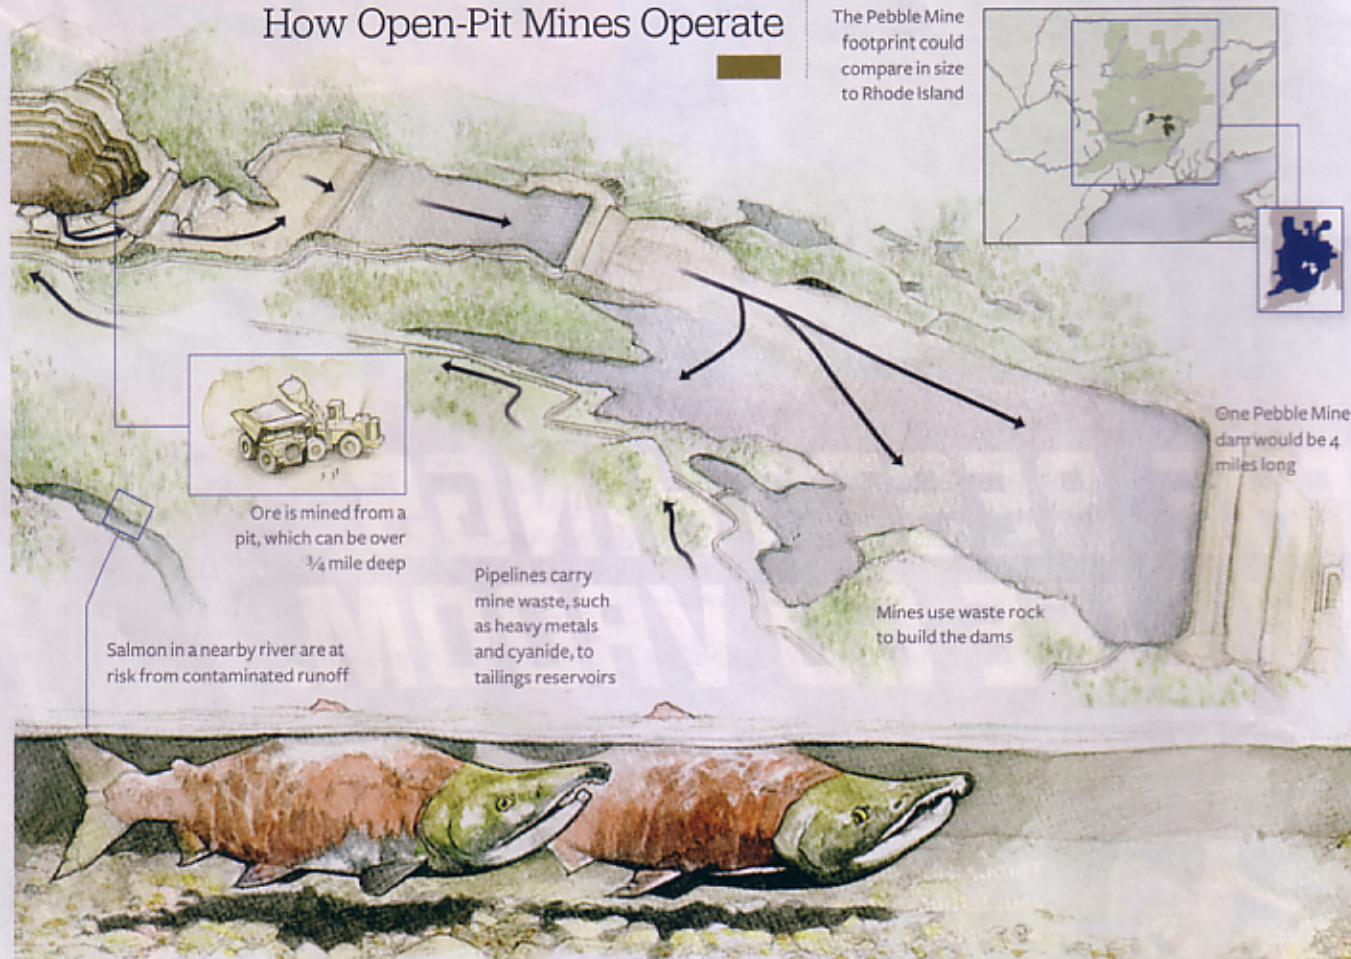 How Open-Pit Mines Operate
The Pebble Mine
footprint could
compare in size
to Rhode Island
One Pebble Mine
dam would be 4
miles long
Ore is mined from a
pit, which can be over
¾ mile deep
Pipelines carry
mine waste, such
as heavy metals
and cyanide, to
tailings reservoirs
Mines use waste rock
to build the dams
Salmon in a nearby river are at
risk from contaminated runoff